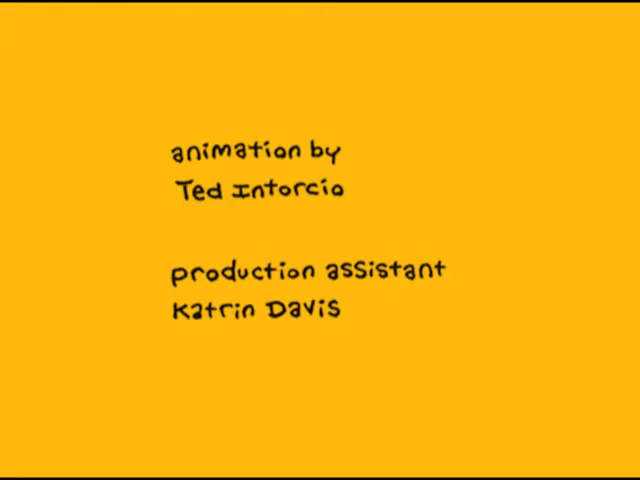 animation by
Ted Intorcio
production assistant
Katrin Davis